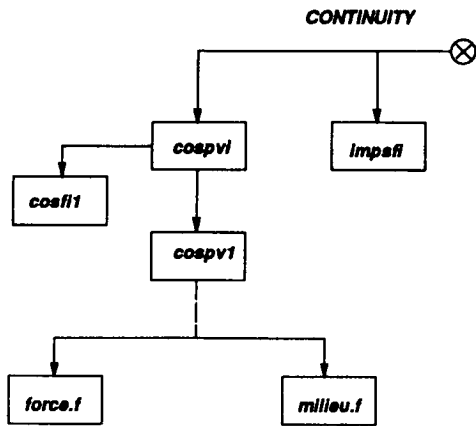 CONTINUITY
cospvi
impsfi
cosfi1
cospv1
force.f
milieu.f